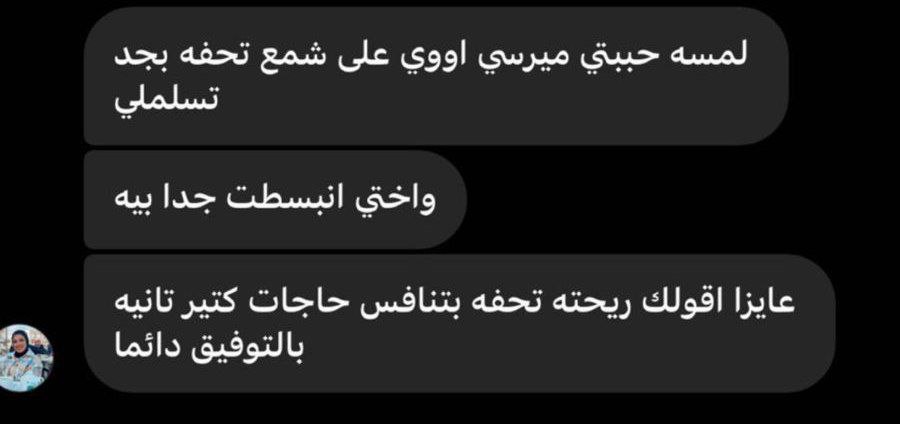 لمسه حببتي ميرسي اووي على شمع تحفه بجد
تسلملي
واختي انبسطت جدا بيه
عايزا اقولك ريحته تحفه بتنافس حاجات كتير تانيه
بالتوفيق دائما